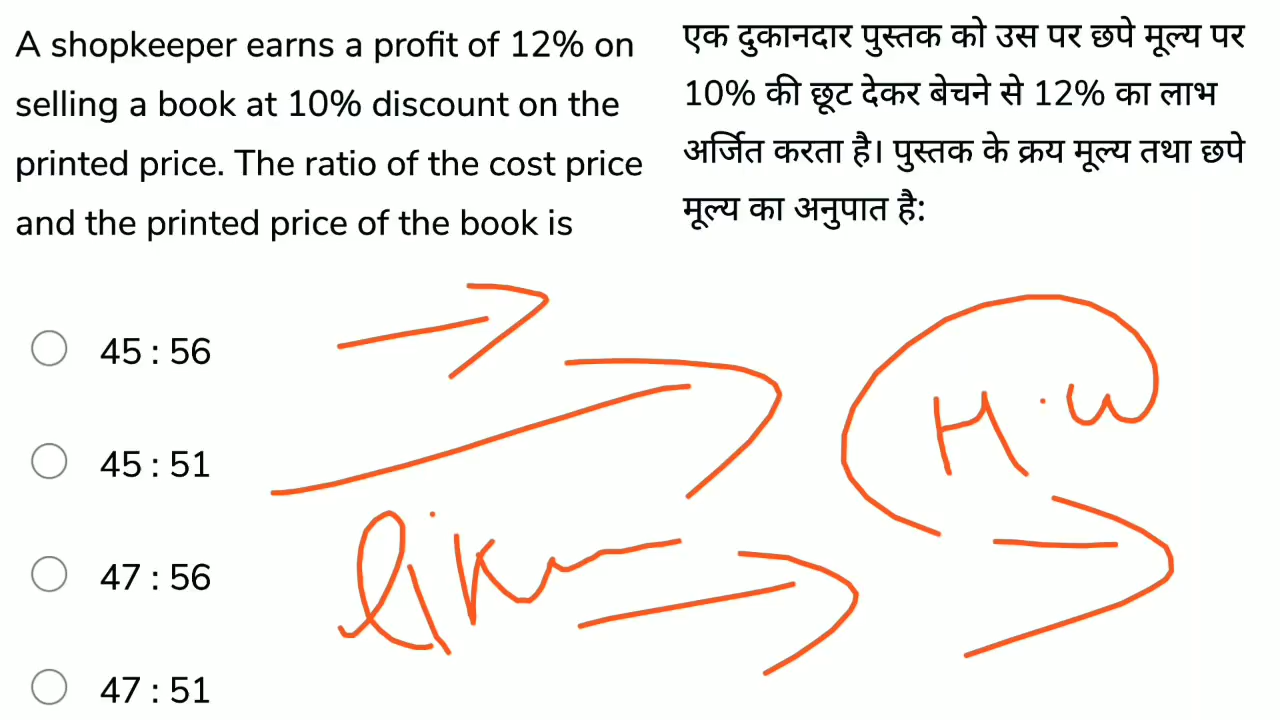 A shopkeeper earns a profit of 12% on
selling a book at 10% discount on the
printed price. The ratio of the cost price
and the printed price of the book is
एक दुकानदार पुस्तक को उस पर छपे मूल्य पर
10% की छूट देकर बेचने से 12% का लाभ
अर्जित करता है। पुस्तक के क्रय मूल्य तथा छपे
मूल्य का अनुपात है:
45 : 56
45 : 51
47 : 56
47 : 51
H.W
like